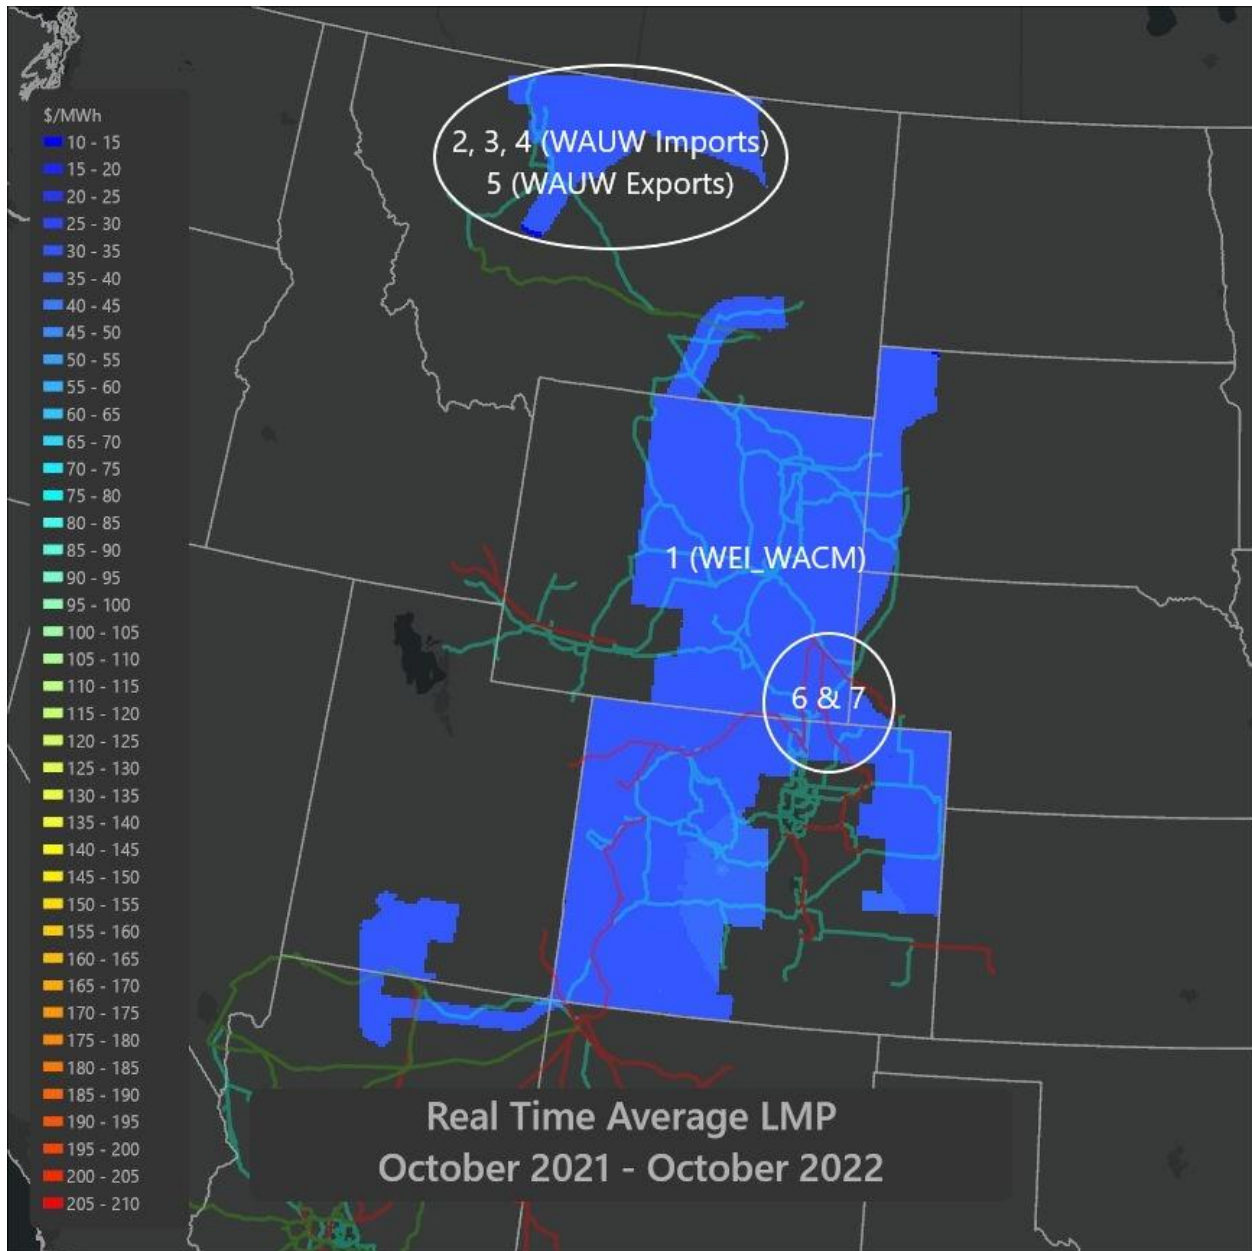 $/MWh
10 - 15
15 - 20
20 - 25
25 - 30
30 - 35
35 - 40
40 - 45
45 - 50
50 - 55
55 - 60
60 - 65
65 - 70
70 - 75
75 - 80
80 - 85
85 - 90
90 - 95
95 - 100
100 - 105
105 - 110
110 - 115
115 - 120
120 - 125
125 - 130
130 - 135
135 - 140
140 - 145
145 - 150
150 - 155
155 - 160
160 - 165
165 - 170
170 - 175
175 - 180
180 - 185
185 - 190
190 - 195
195 - 200
200 - 205
205 - 210
2, 3, 4 (WAUW Imports)
5 (WAUW Exports)
1 (WEI_WACM)
6 & 7
Real Time Average LMP
October 2021 - October 2022